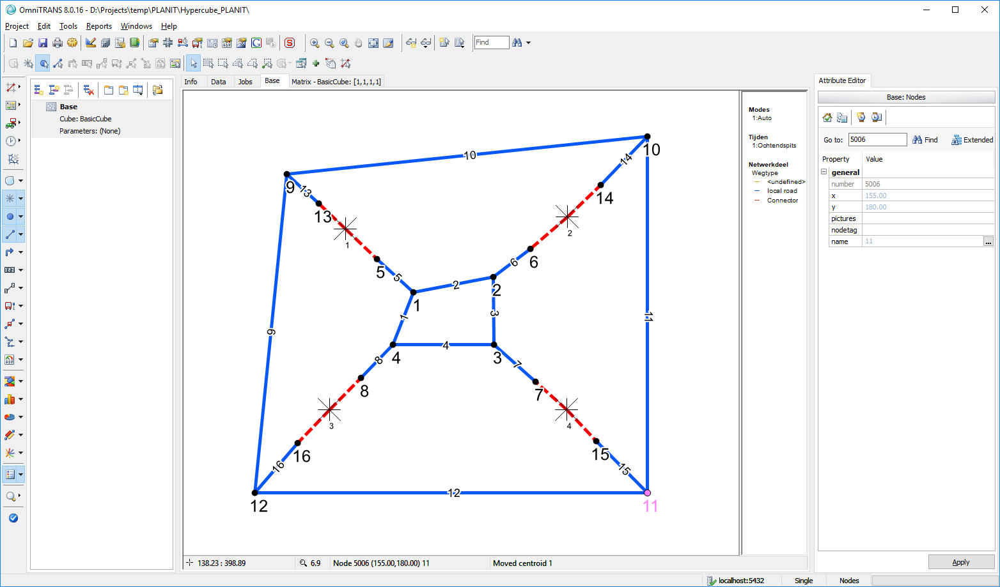 OmniTRANS 8.0.16 - D:\Projects\temp\PLANIT\Hypercube_PLANIT\
Project Edit Tools Reports Windows Help
Find
Info Data Jobs Base Matrix - BasicCube: [1,1,1,1]
Base
Cube: BasicCube
Parameters: (None)
10
10
9
13
14
13
14
1
2
5
6
5
6
2
2
1
3
1
9
11
4
4
3
8
7
8
7
3
4
16
15
16
15
12
12
11
Modes
1:Auto
Tijden
1:Ochtendspits
Netwerkdeel
Wegtype
<undefined>
local road
Connector
Attribute Editor
Base: Nodes
Go to: 5006 Find Extended
Property Value
general
number 5006
x 155.00
y 180.00
pictures
nodetag
name 11 ...
Apply
138.23 : 398.89 6.9 Node 5006 (155.00,180.00) 11 Moved centroid 1
localhost:5432 Single Nodes